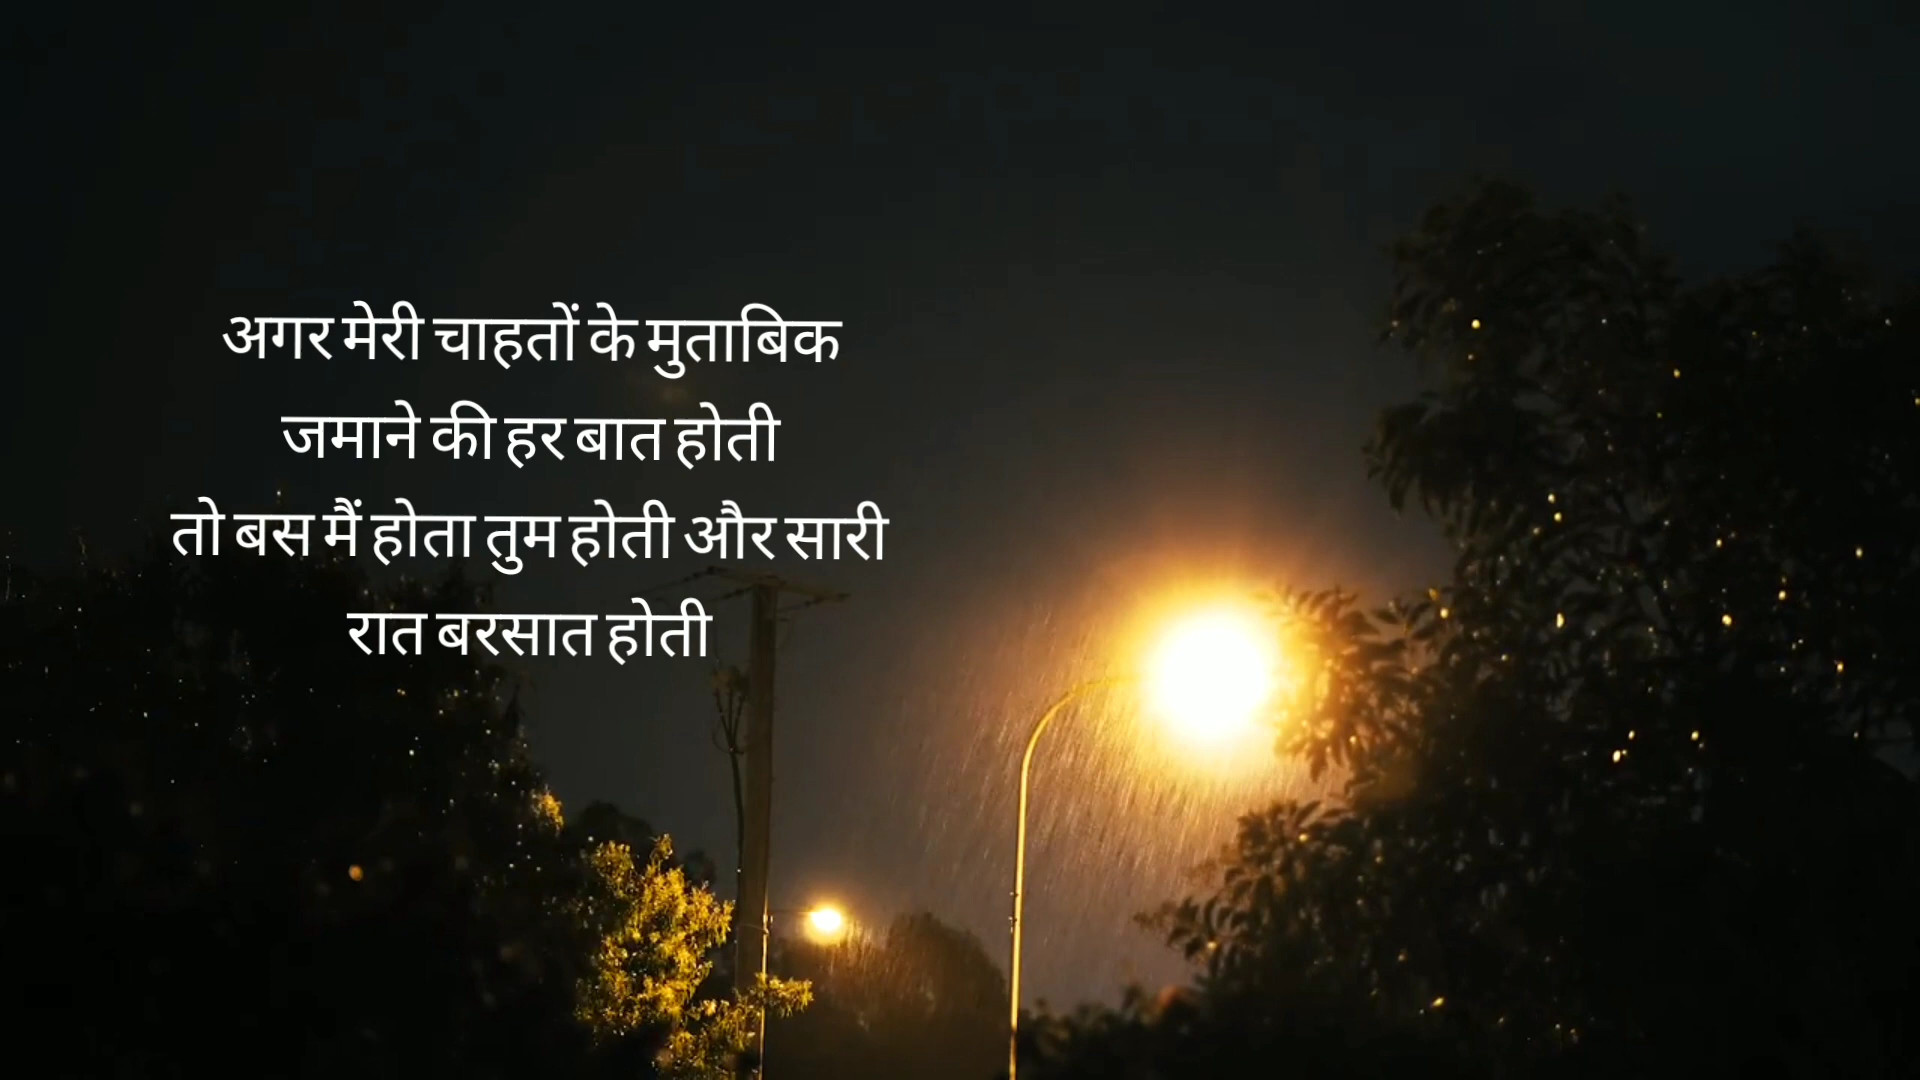 अगर मेरी चाहतों के मुताबिक
जमाने की हर बात होती
तो बस मैं होता तुम होती और सारी
रात बरसात होती